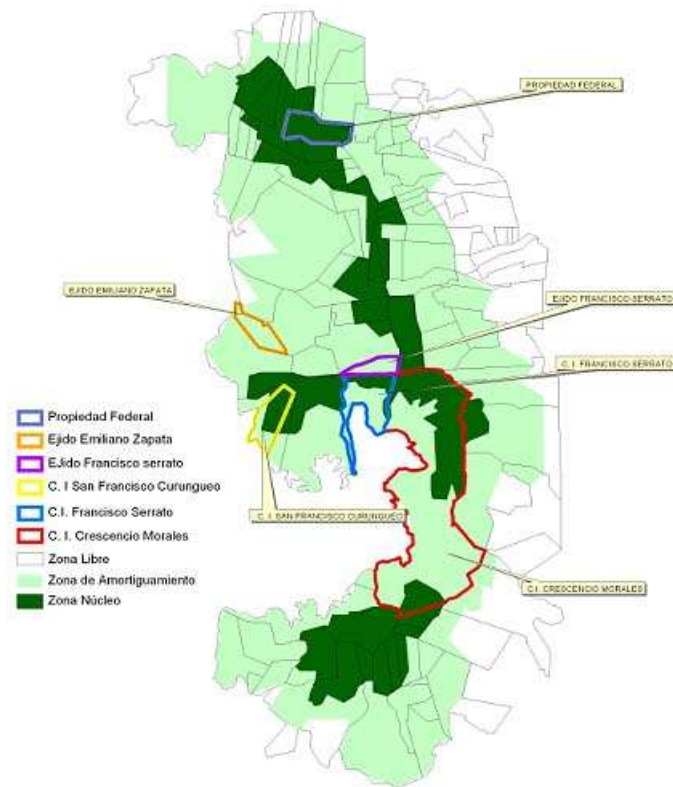 PROPIEDAD FEDERAL
EJIDO EMILIANO ZAPATA
EJIDO FRANCISCO SERRATO
C. I. FRANCISCO SERRATO
Propiedad Federal
Ejido Emiliano Zapata
EJido Francisco serrato
C. I San Francisco Curungueo
C.I. Francisco Serrato
C. I. Crescencio Morales
Zona Libre
Zona de Amortiguamiento
Zona Núcleo
C. I. SAN FRANCISCO CURUNGUEO
C.I. CRESCENCIO MORALES